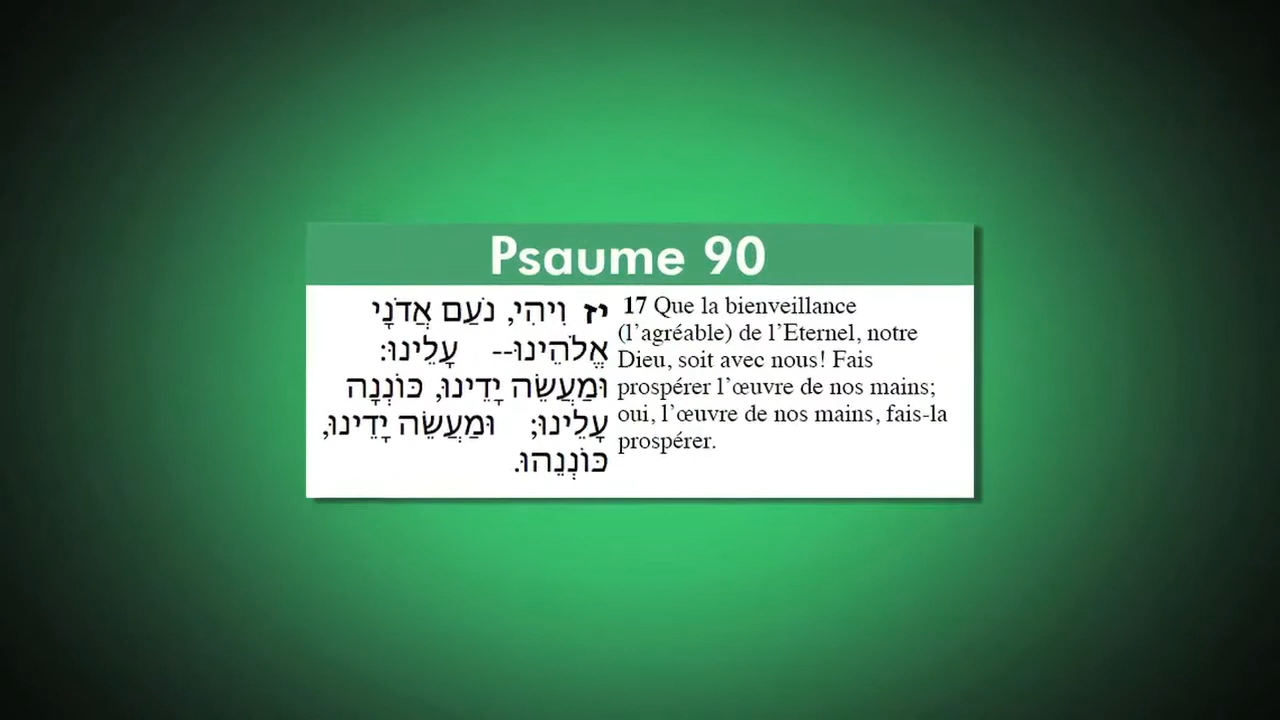 Psaume 90
יז וִיהִי, נֹעַם אֲדֹנָי
אֱלֹהֵינוּ-- עָלֵינוּ:
וּמַעֲשֵׂה יָדֵינוּ, כּוֹנְנָה
עָלֵינוּ; וּמַעֲשֵׂה יָדֵינוּ,
כּוֹנְנֵהוּ.
17 Que la bienveillance
(l’agréable) de l’Eternel, notre
Dieu, soit avec nous! Fais
prospérer l’œuvre de nos mains;
oui, l’œuvre de nos mains, fais-la
prospérer.